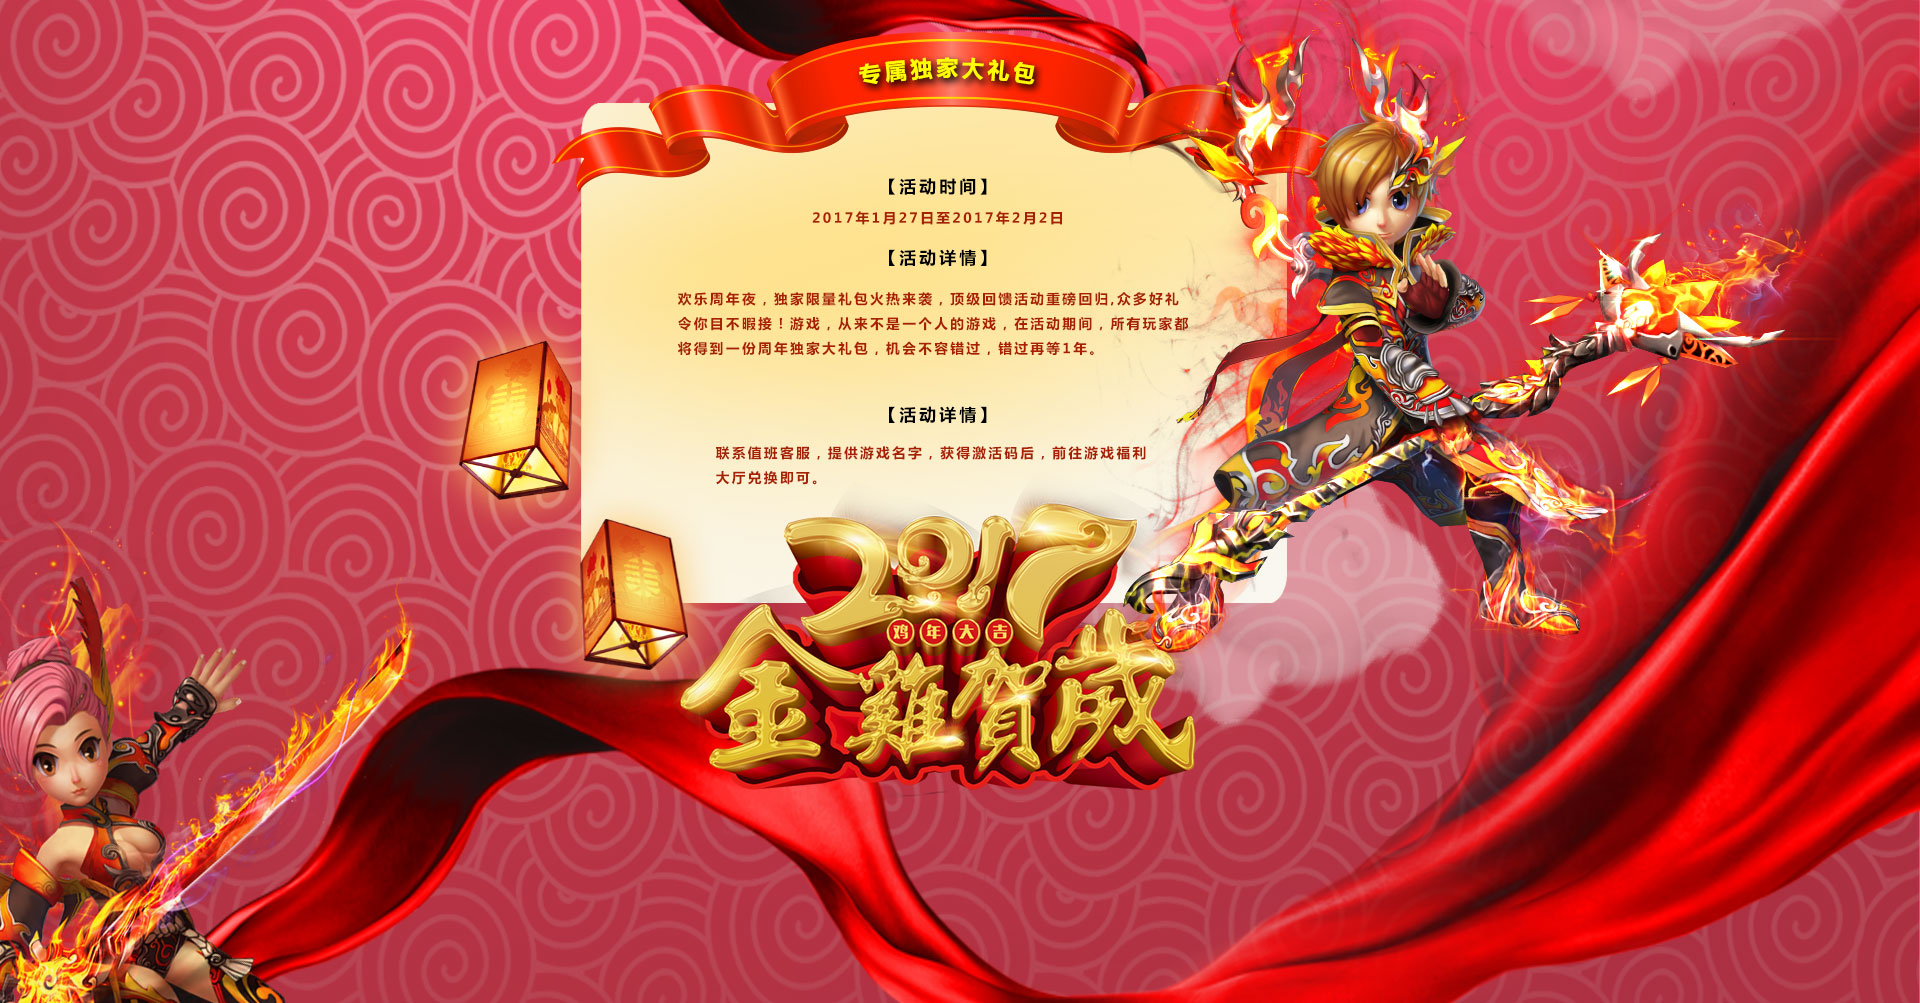 专属独家大礼包
【活动时间】
2017年1月27日至2017年2月2日
【活动详情】
欢乐周年夜，独家限量礼包火热来袭，顶级回馈活动重磅回归,众多好礼
令你目不暇接！游戏，从来不是一个人的游戏，在活动期间，所有玩家都
将得到一份周年独家大礼包，机会不容错过，错过再等1年。
【活动详情】
联系值班客服，提供游戏名字，获得激活码后，前往游戏福利
大厅兑换即可。
2017
鸡年大吉
金雞賀歲